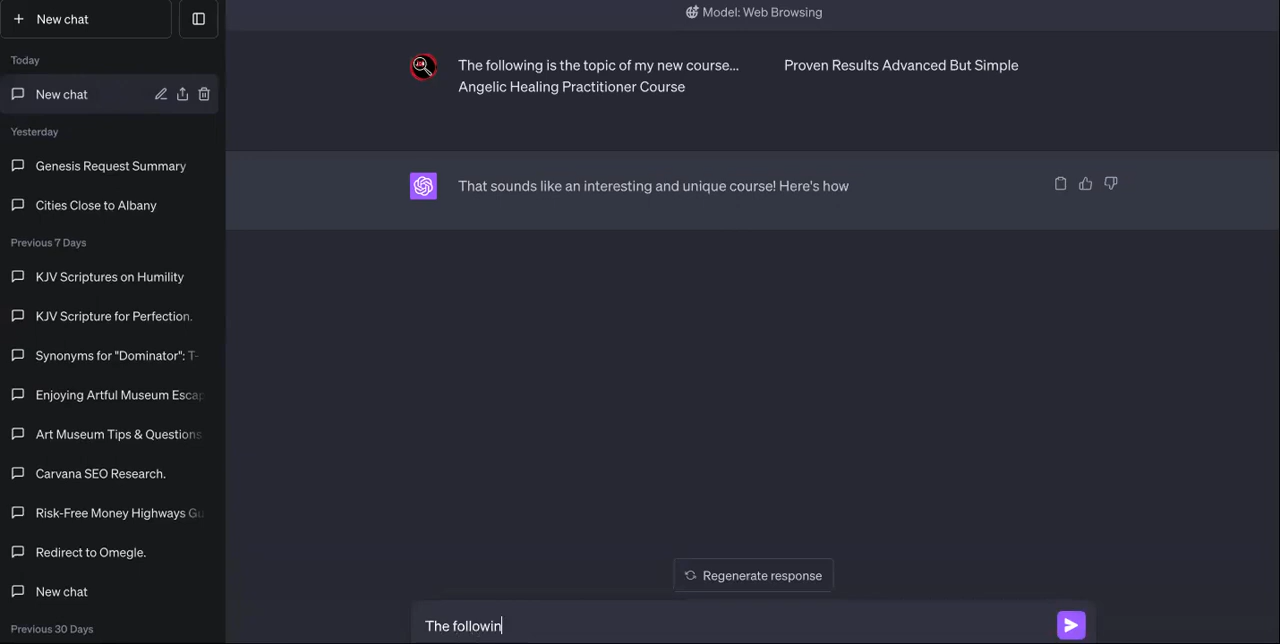 New chat
Today
New chat
Yesterday
Genesis Request Summary
Cities Close to Albany
Previous 7 Days
KJV Scriptures on Humility
KJV Scripture for Perfection.
Synonyms for "Dominator": T-
Enjoying Artful Museum Escap
Art Museum Tips & Questions
Carvana SEO Research.
Risk-Free Money Highways Gu
Redirect to Omegle.
New chat
Previous 30 Days
Model: Web Browsing
The following is the topic of my new course... Proven Results Advanced But Simple
Angelic Healing Practitioner Course
That sounds like an interesting and unique course! Here's how
Regenerate response
The followin